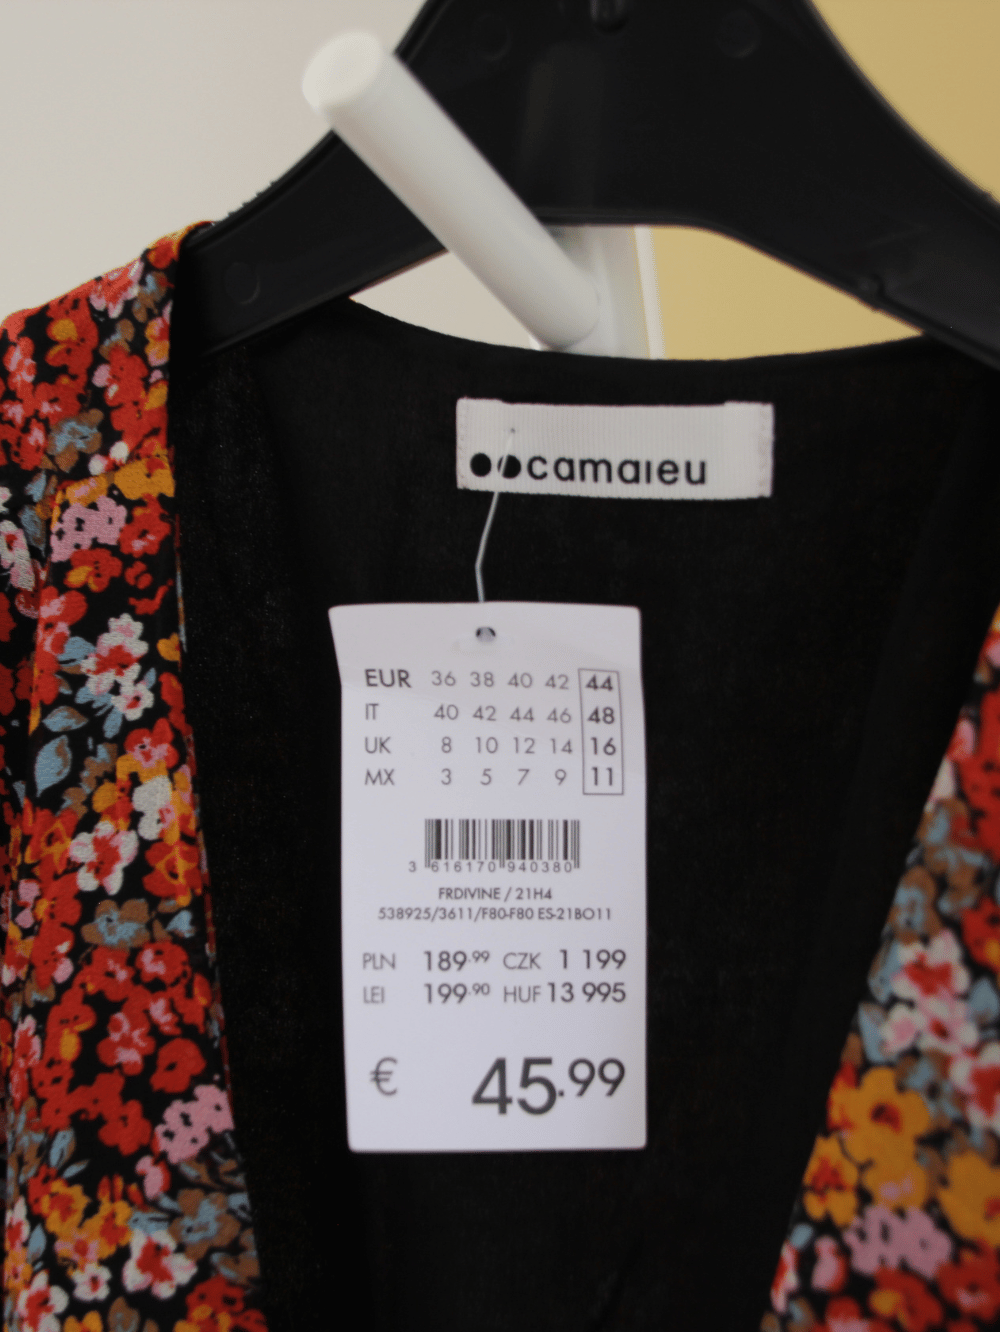 camaieu
EUR 36 38 40 42 44
IT 40 42 44 46 48
UK 8 10 12 14 16
MX 3 5 7 9 11
3 616170 940380
FRDIVINE / 21H4
538925/3611/F80-F80 ES-21BO11
PLN 189.99 CZK 1 199
LEI 199.90 HUF 13 995
€ 45.99